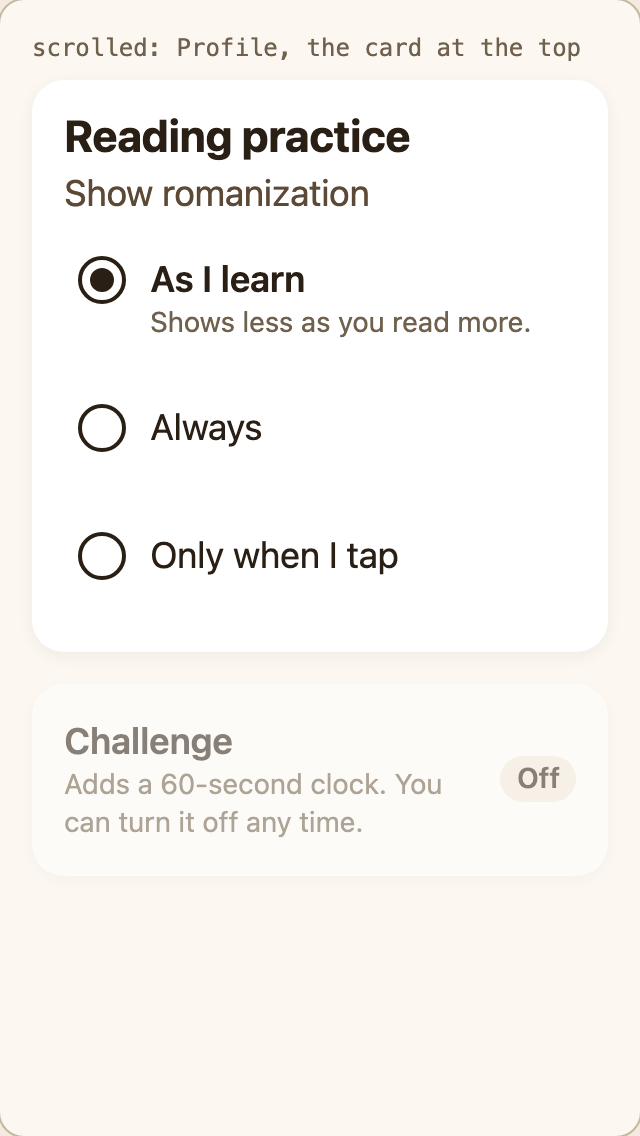 scrolled: Profile, the card at the top
Reading practice
Show romanization
As I learn
Shows less as you read more.
Always
Only when I tap
Challenge
Adds a 60-second clock. You
can turn it off any time.
Off